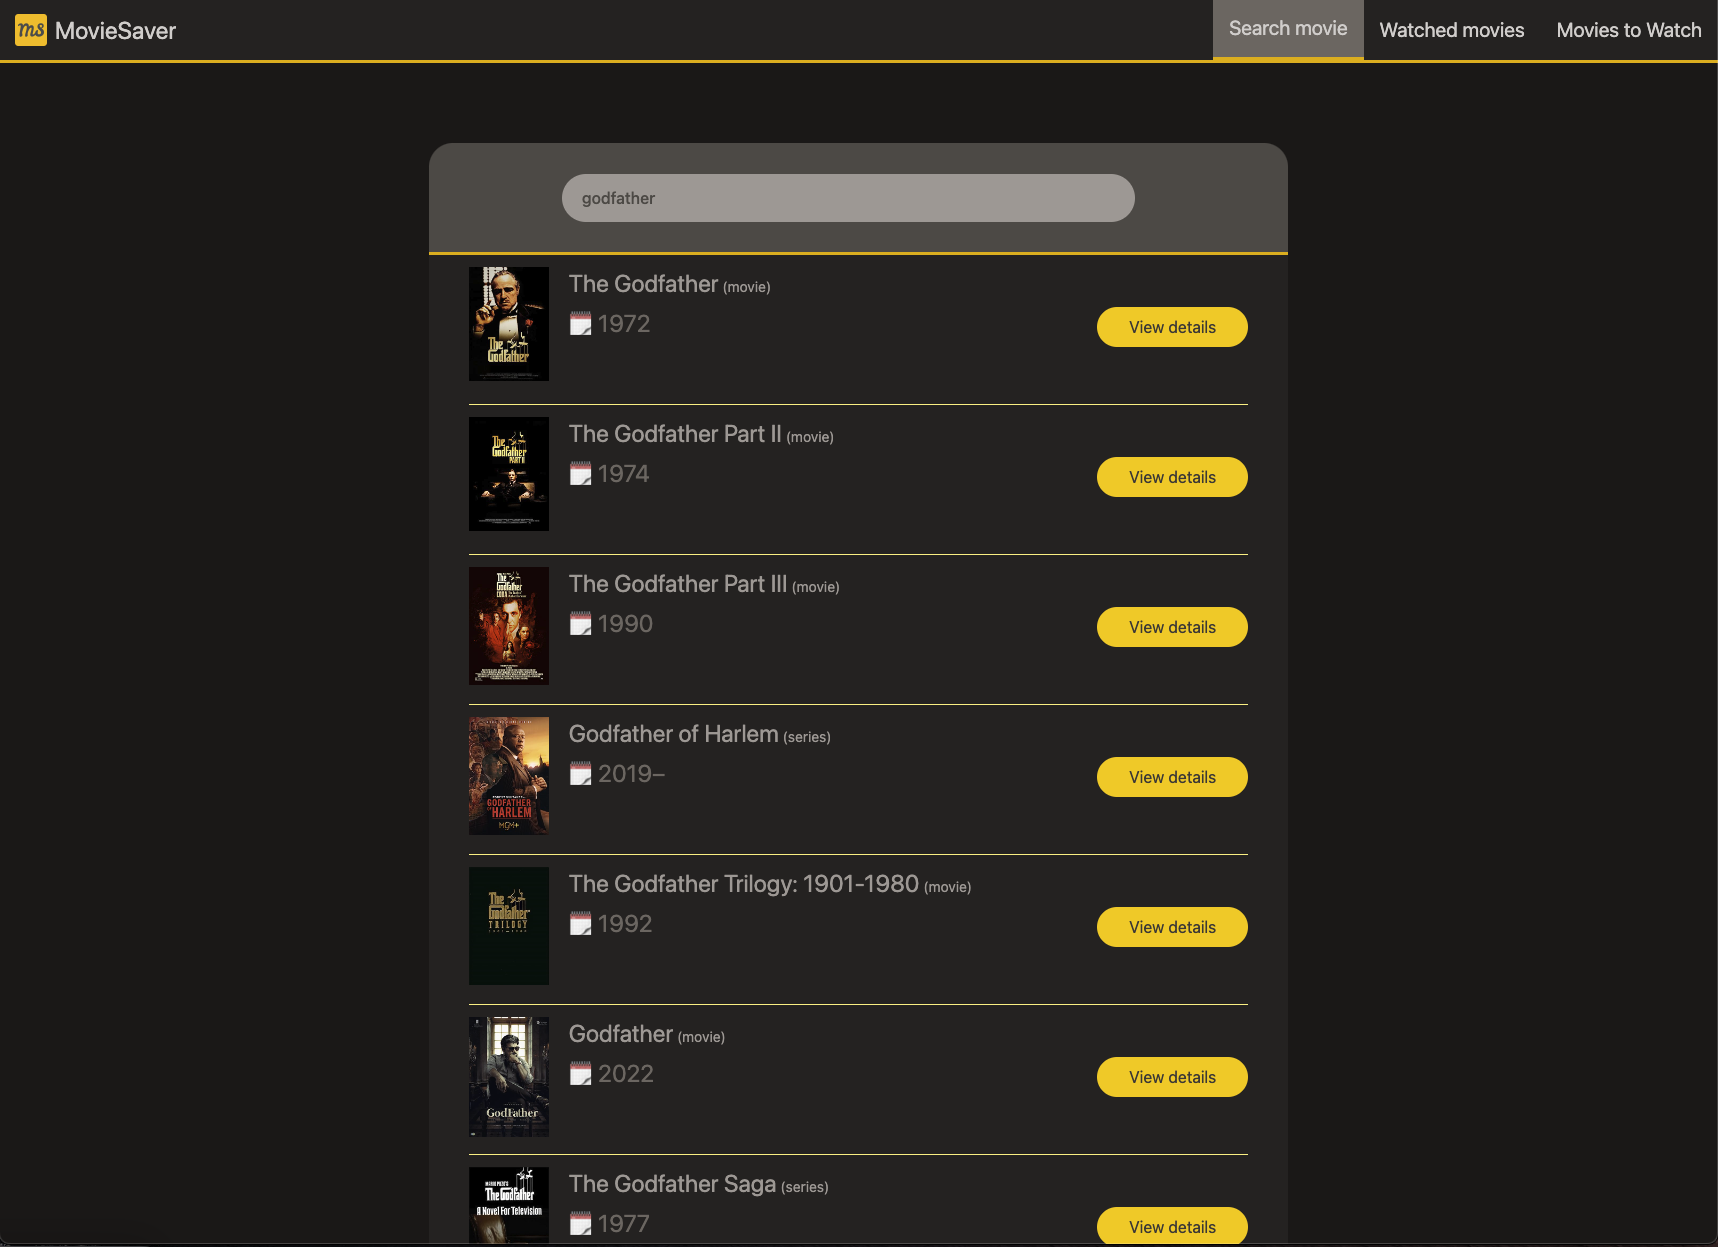 ms MovieSaver
Search movie
Watched movies
Movies to Watch
godfather
The Godfather
The Godfather (movie)
1972
View details
The Godfather PART II
The Godfather Part II (movie)
1974
View details
The Godfather CODA
The Godfather Part III (movie)
1990
View details
GODFATHER OF HARLEM
MGM+
Godfather of Harlem (series)
2019–
View details
The Godfather TRILOGY
The Godfather Trilogy: 1901-1980 (movie)
1992
View details
GodFather
Godfather (movie)
2022
View details
MARIO PUZO'S
The Godfather
A Novel For Television
The Godfather Saga (series)
1977
View details